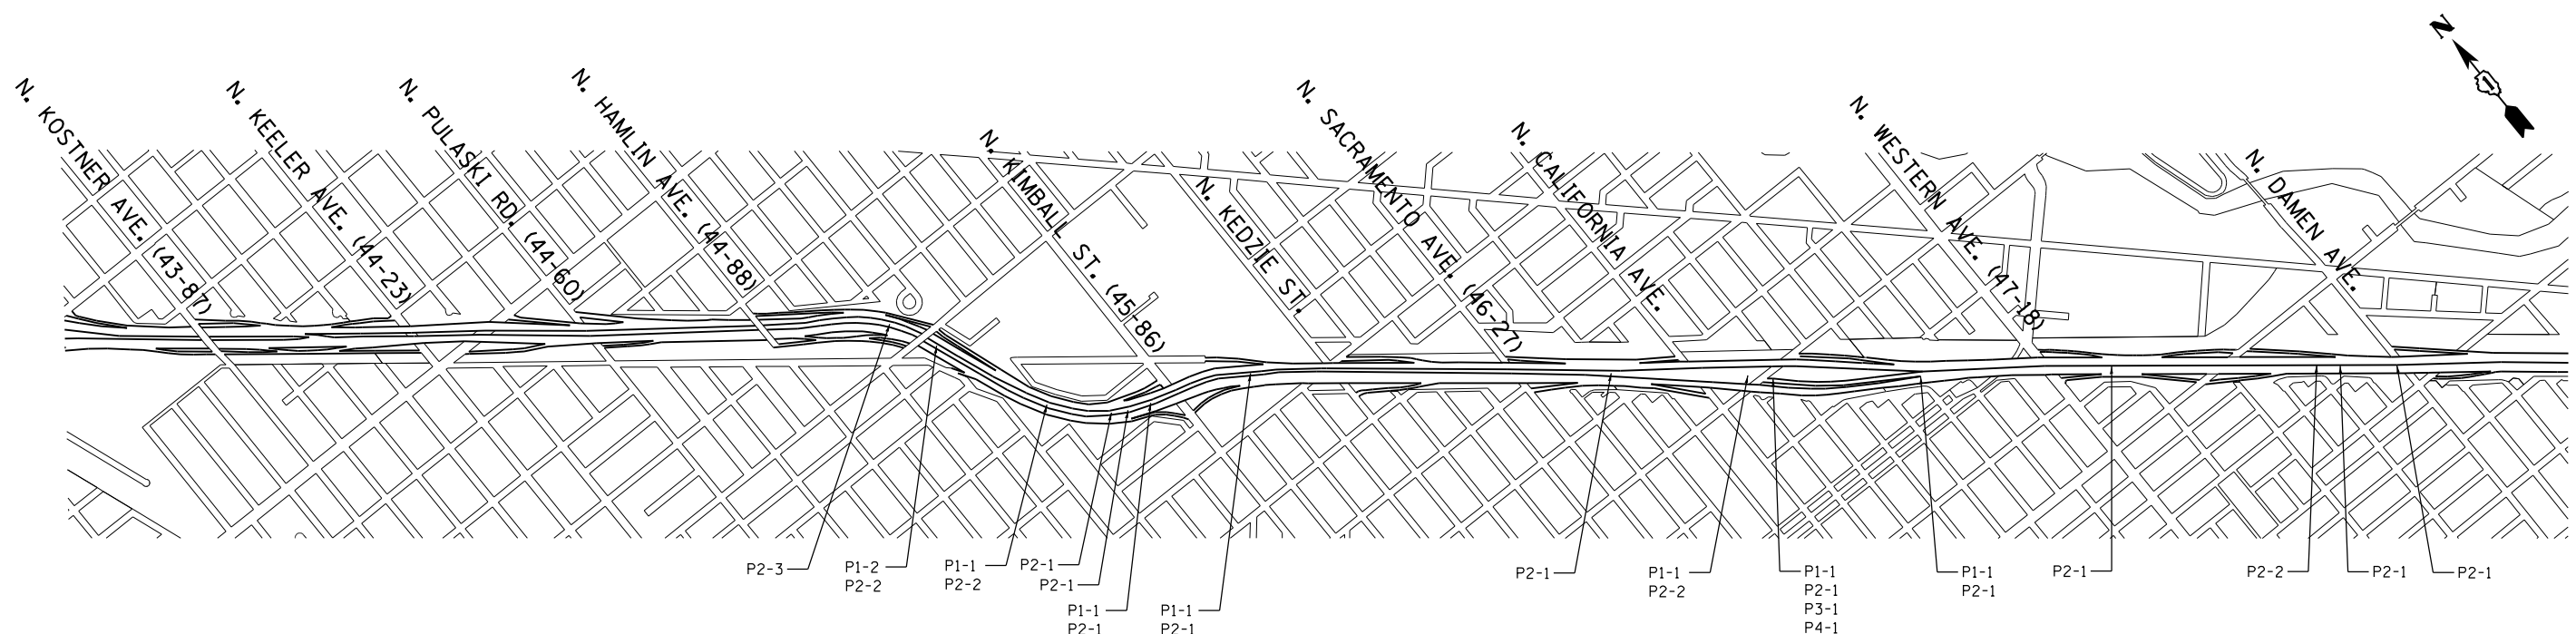 N. KOSTNER AVE. (43-87)
N. KEELER AVE. (44-23)
N. PULASKI RD. (44-60)
N. HAMLIN AVE. (44-88)
N. KIMBALL ST. (45-86)
N. KEDZIE ST.
N. SACRAMENTO AVE. (46-27)
N. CALIFORNIA AVE.
N. WESTERN AVE. (47-18)
N. DAMEN AVE.
N
P2-3
P1-2
P2-2
P1-1
P2-2
P2-1
P2-1
P1-1
P2-1
P1-1
P2-1
P2-1
P1-1
P2-2
P1-1
P2-1
P3-1
P4-1
P1-1
P2-1
P2-1
P2-2
P2-1
P2-1